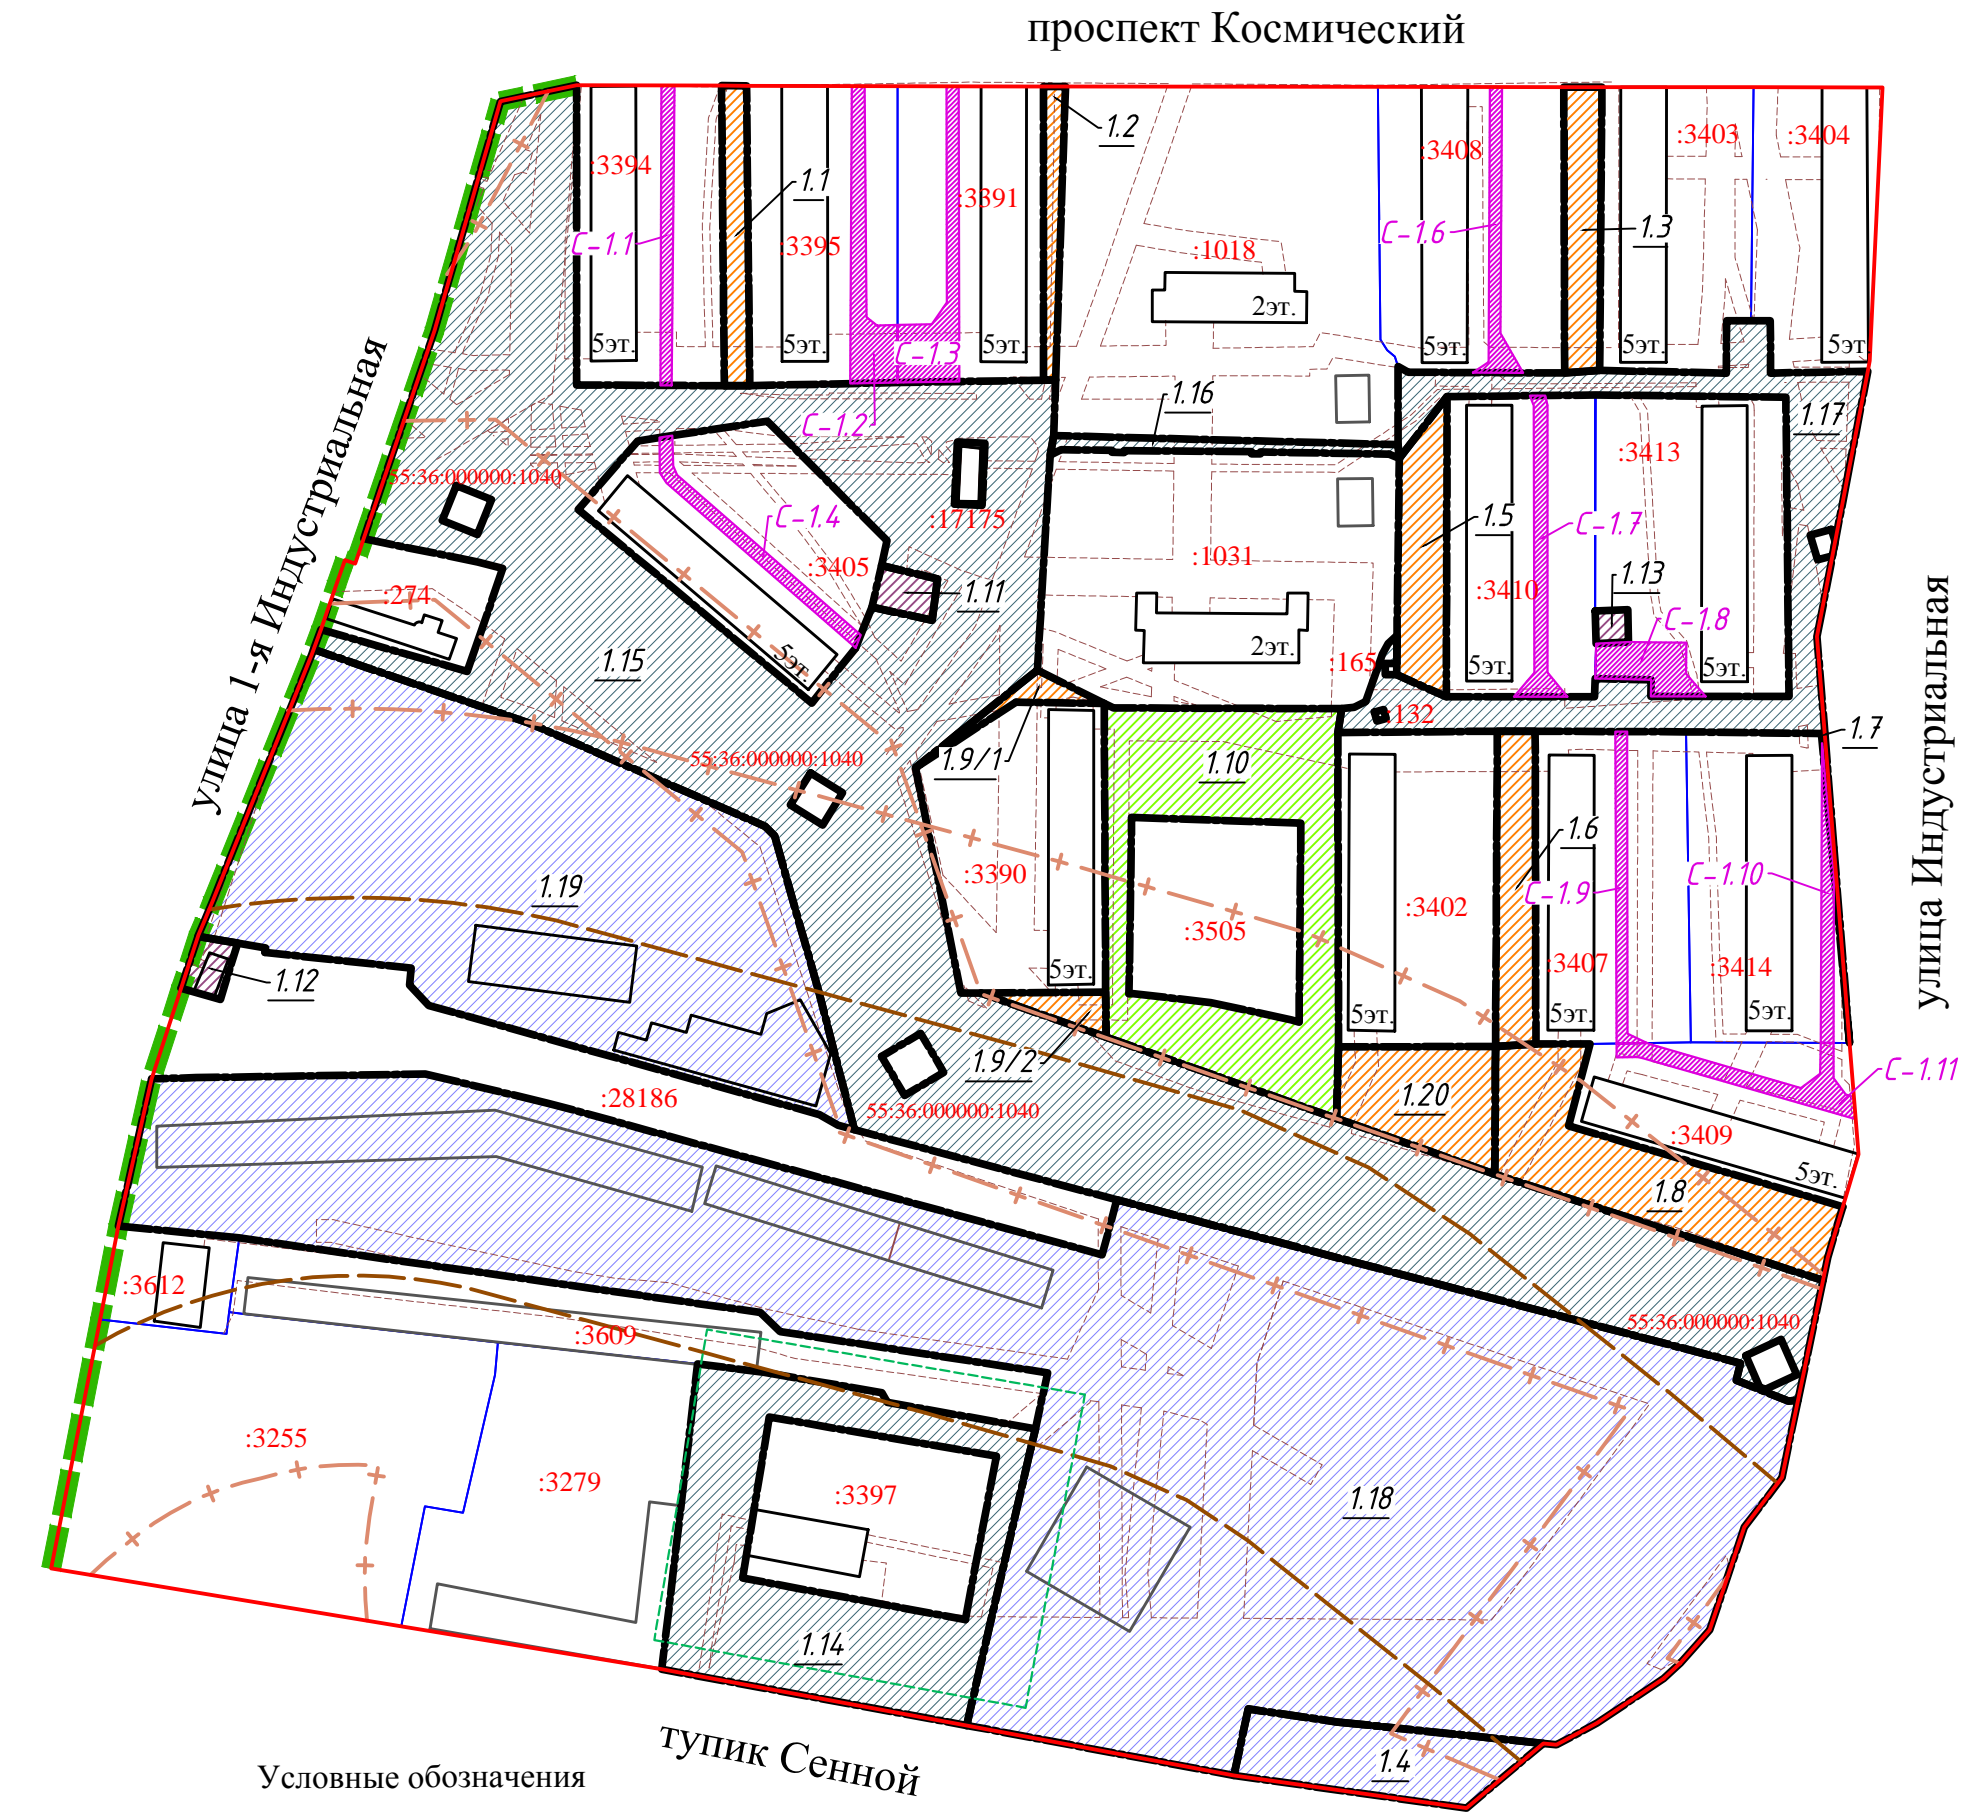 проспект Космический
1.2
:3394
1.1
:3391
:3395
С-1.1
:3408
:3403
:3404
С-1.6
1.3
:1018
2эт.
5эт.
5эт.
5эт.
С-1.3
5эт.
5эт.
5эт.
С-1.2
1.16
1.17
улица 1-я Индустриальная
55:36:000000:1040
:17175
С-1.4
:3405
1.11
:274
1.15
5эт.
:1031
2эт.
:165
:132
1.5
:3413
С-1.7
1.13
:3410
С-1.8
5эт.
5эт.
1.7
улица Индустриальная
55:36:000000:1040
1.9/1
1.10
1.6
С-1.9
С-1.10
1.19
:3390
:3402
:3505
:3407
:3414
5эт.
5эт.
5эт.
5эт.
1.12
1.9/2
С-1.11
:28186
55:36:000000:1040
1.20
:3409
5эт.
1.8
:3612
:3609
55:36:000000:1040
:3255
:3279
:3397
1.18
1.14
1.4
тупик Сенной
Условные обозначения